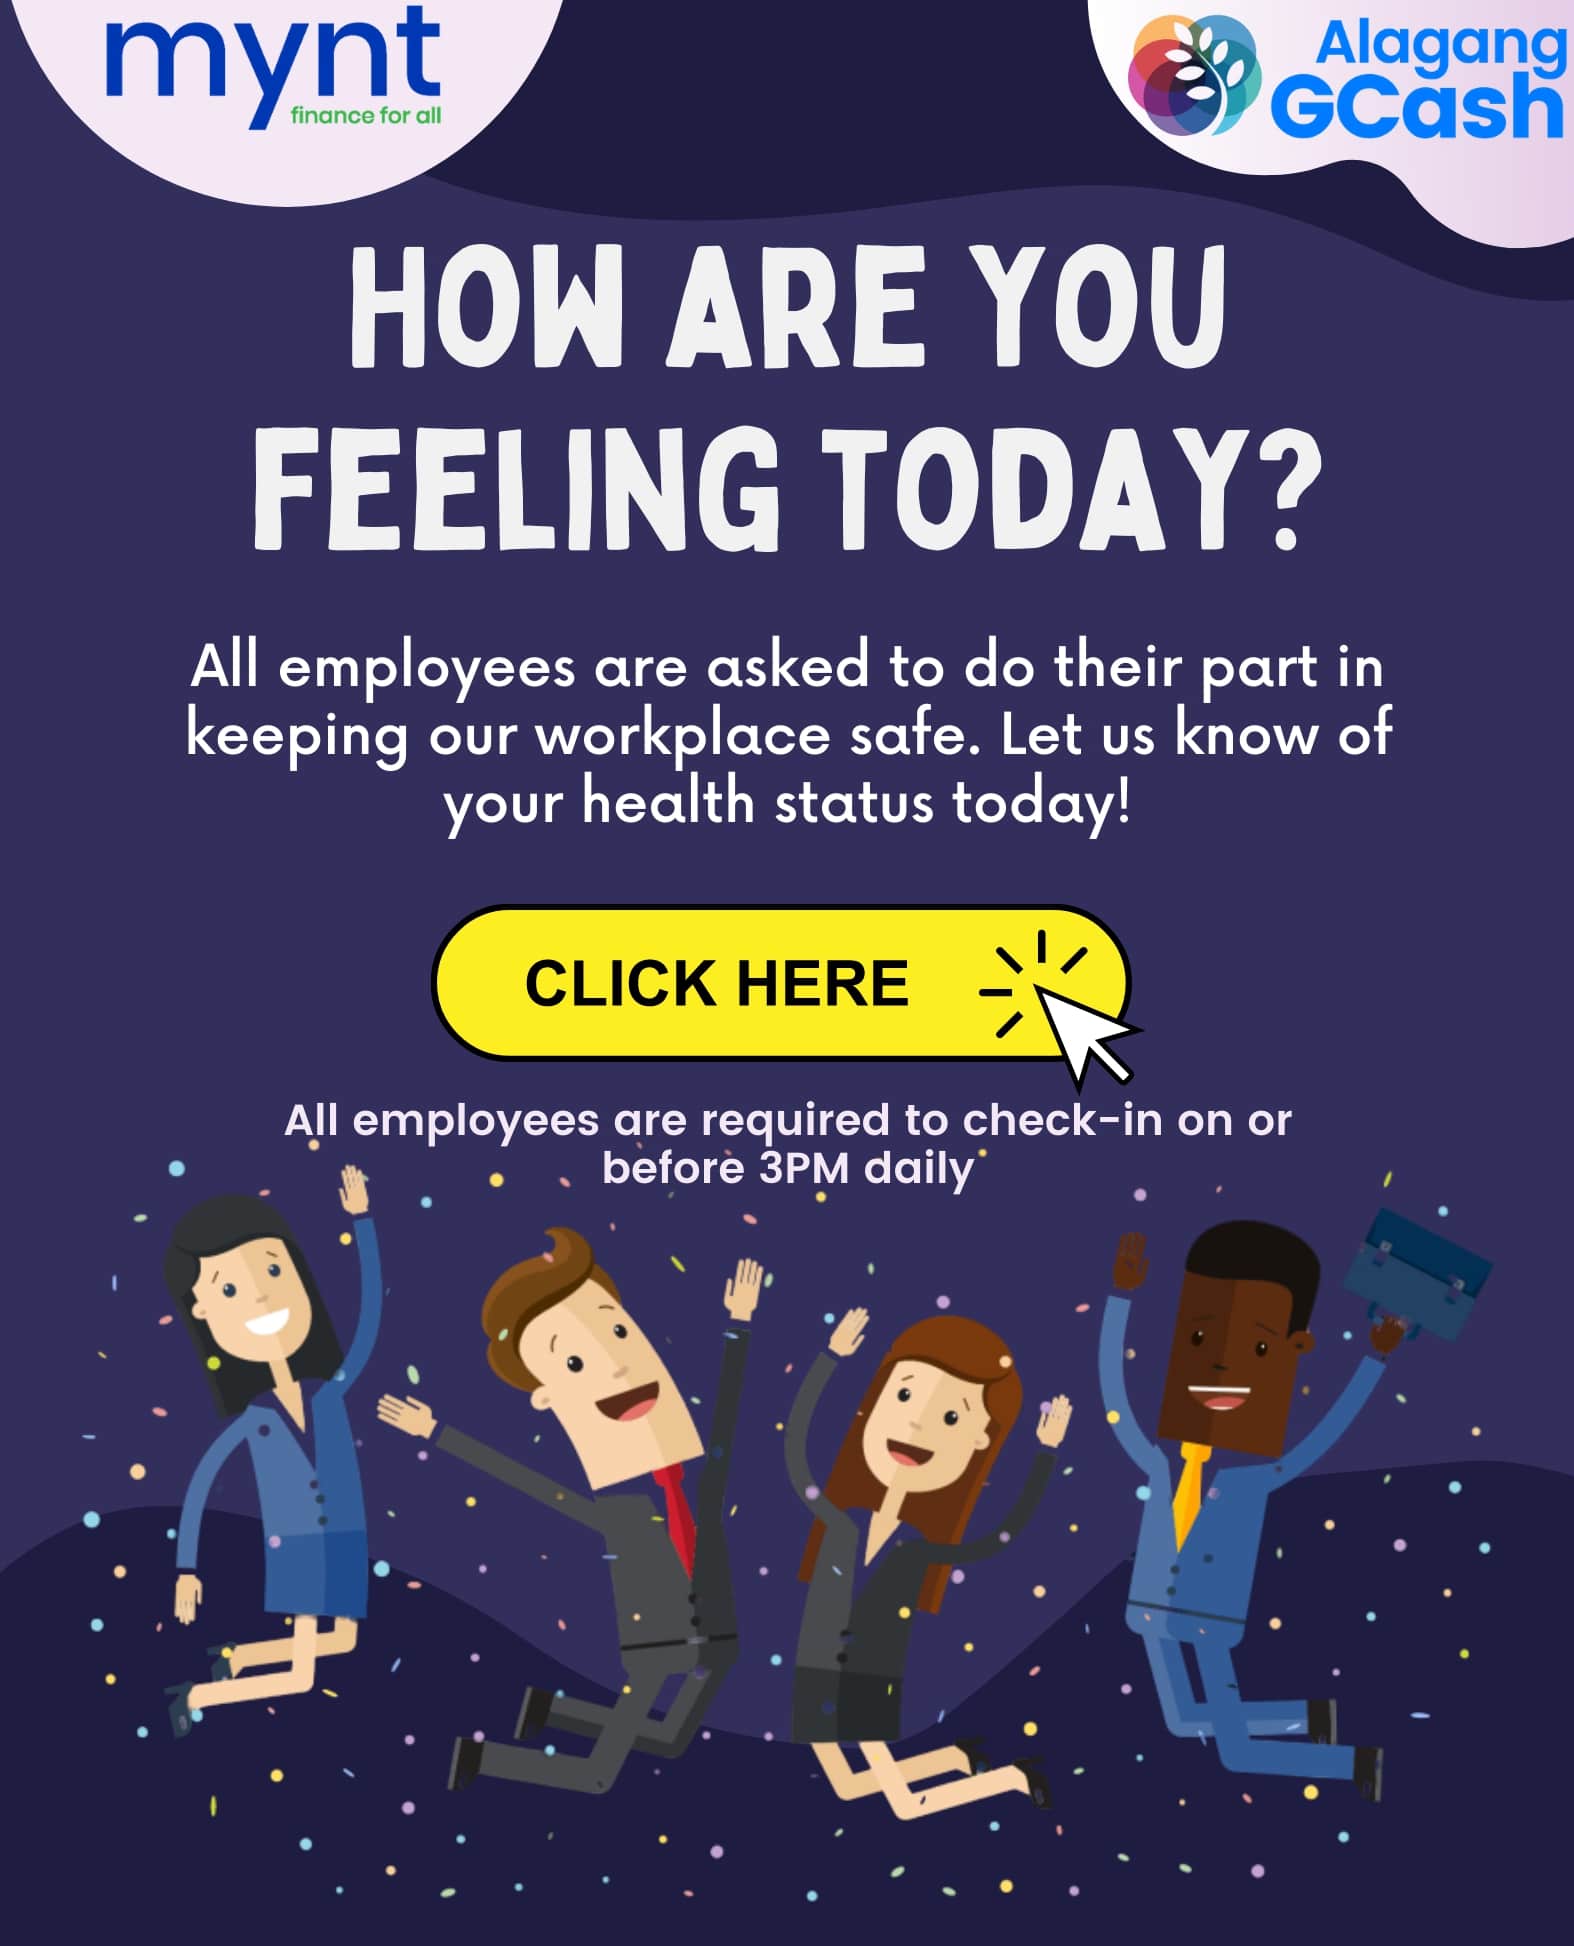 mynt
finance for all
Alagang
GCash
HOW ARE YOU
FEELING TODAY?
All employees are asked to do their part in
keeping our workplace safe. Let us know of
your health status today!
CLICK HERE
All employees are required to check-in on or
before 3PM daily